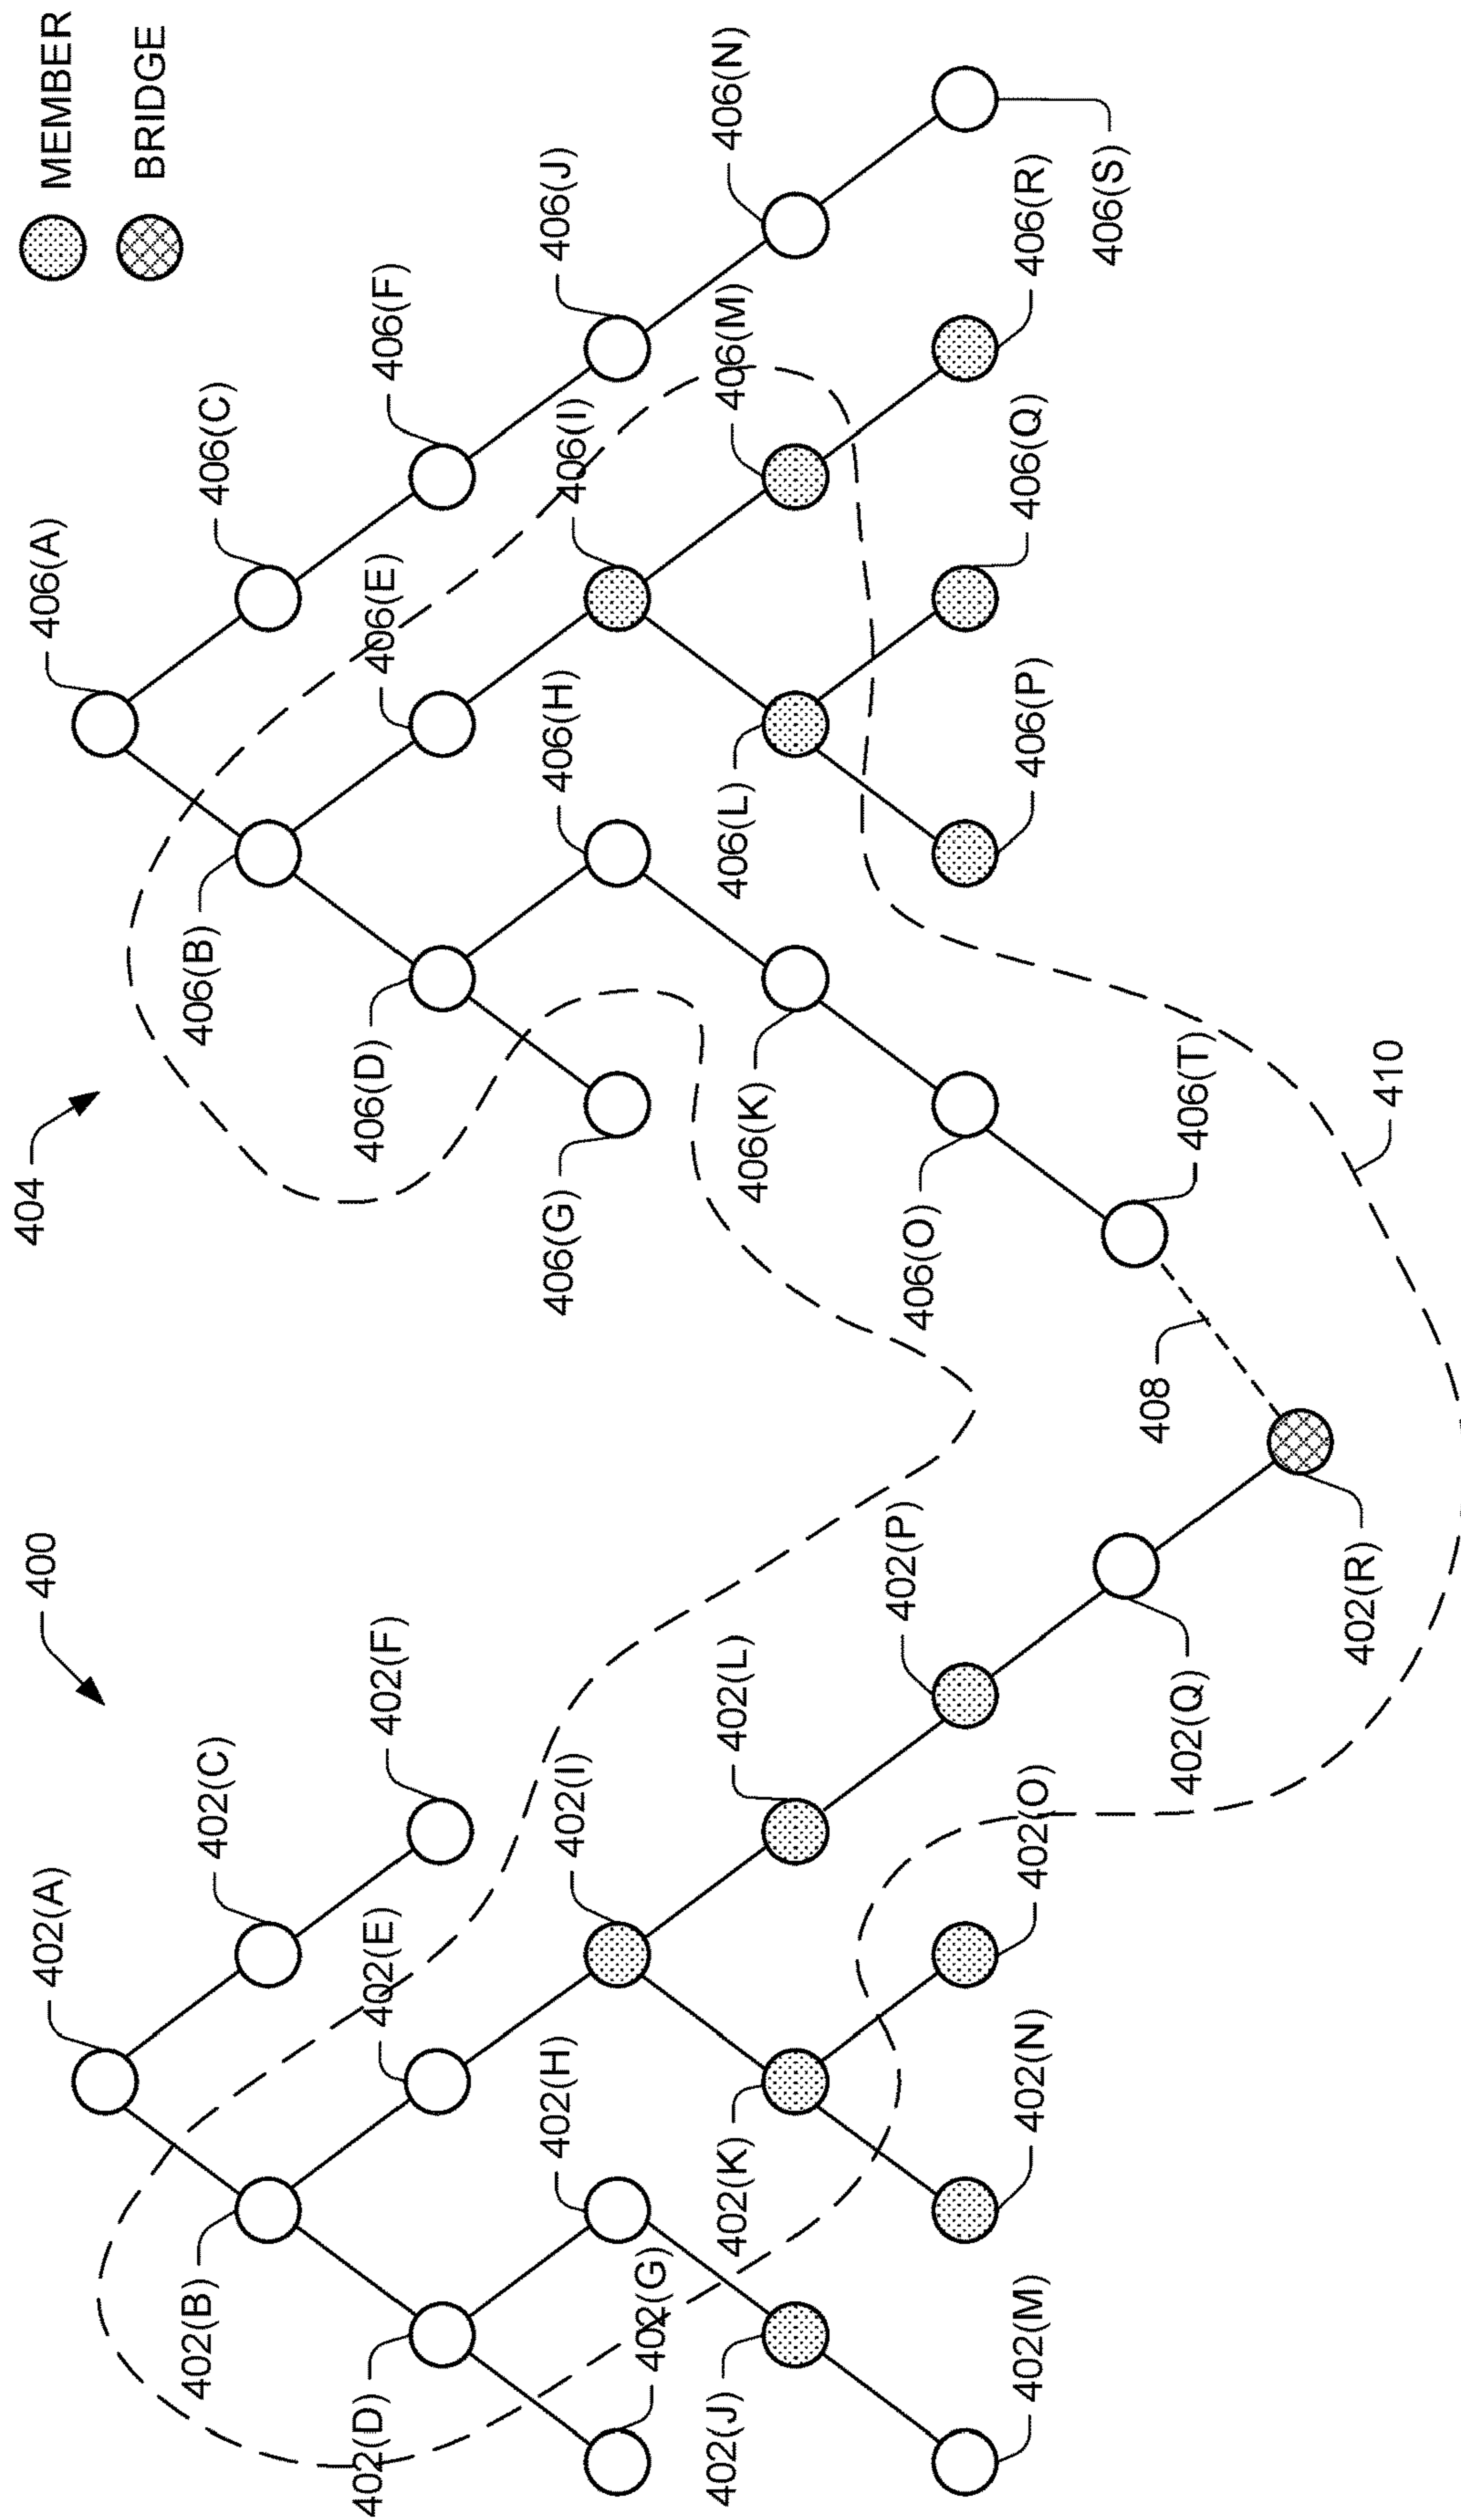 MEMBER
BRIDGE
400
404
402(A)
402(B)
402(C)
402(D)
402(E)
402(F)
402(G)
402(H)
402(I)
402(J)
402(K)
402(L)
402(M)
402(N)
402(O)
402(P)
402(Q)
402(R)
406(A)
406(B)
406(C)
406(D)
406(E)
406(F)
406(G)
406(H)
406(I)
406(J)
406(K)
406(L)
406(M)
406(N)
406(O)
406(P)
406(Q)
406(R)
406(S)
406(T)
408
410